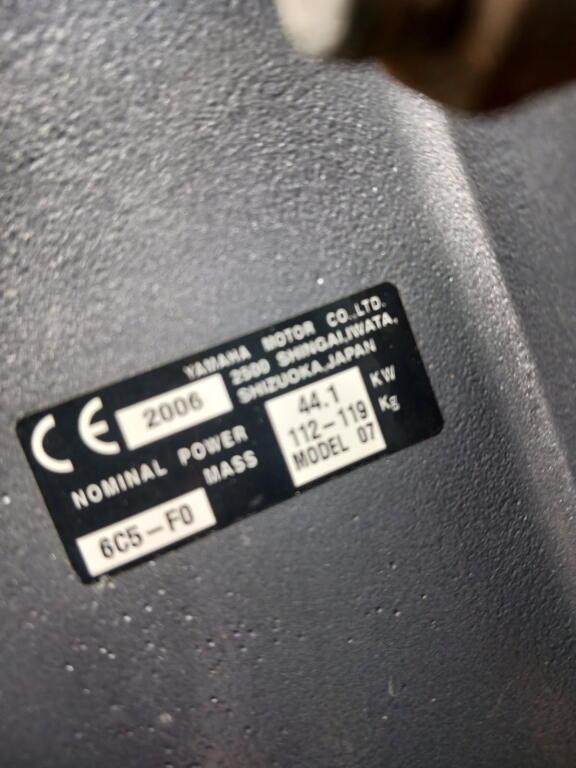 YAMAHA MOTOR CO.,LTD.
2500 SHINGAI,IWATA,
SHIZUOKA,JAPAN
CE 2006
NOMINAL POWER 44.1 KW
MASS 112-119 Kg
6C5-F0 MODEL 07